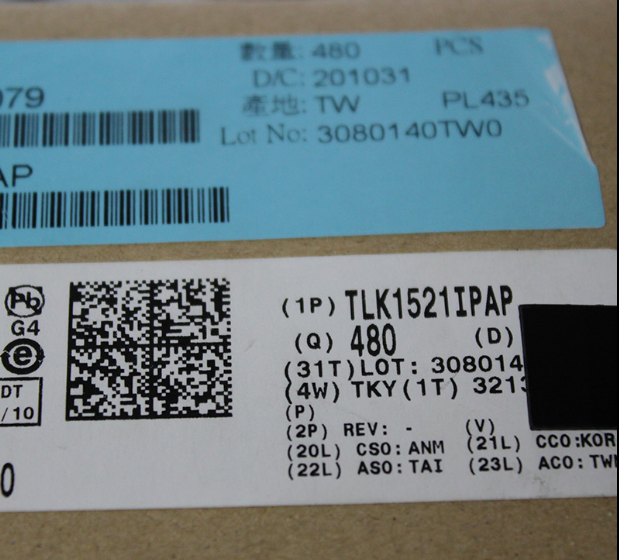 數量: 480 PCS
D/C: 201031
079
產地: TW PL435
Lot No: 3080140TW0
AP
Pb
G4
e
DT
/10
0
(1P) TLK1521IPAP
(Q) 480 (D)
(31T)LOT: 308014
(4W) TKY(1T) 3213
(P)
(2P) REV: - (V)
(20L) CSO:ANM (21L) CCO:KOR
(22L) ASO:TAI (23L) ACO:TWN